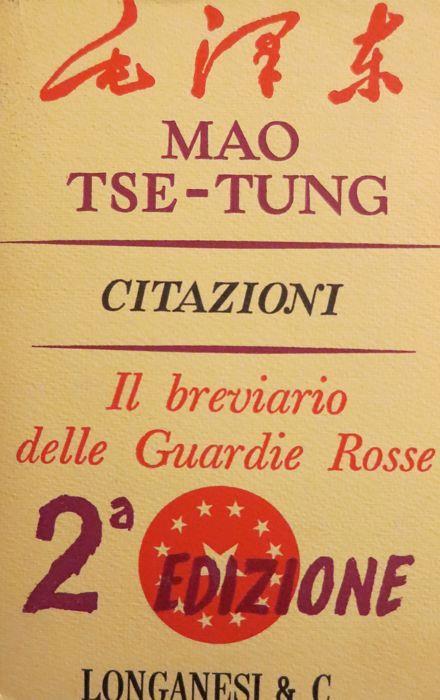 毛泽东
MAO
TSE-TUNG
CITAZIONI
Il breviario
delle Guardie Rosse
2ª EDIZIONE
LONGANESI & C